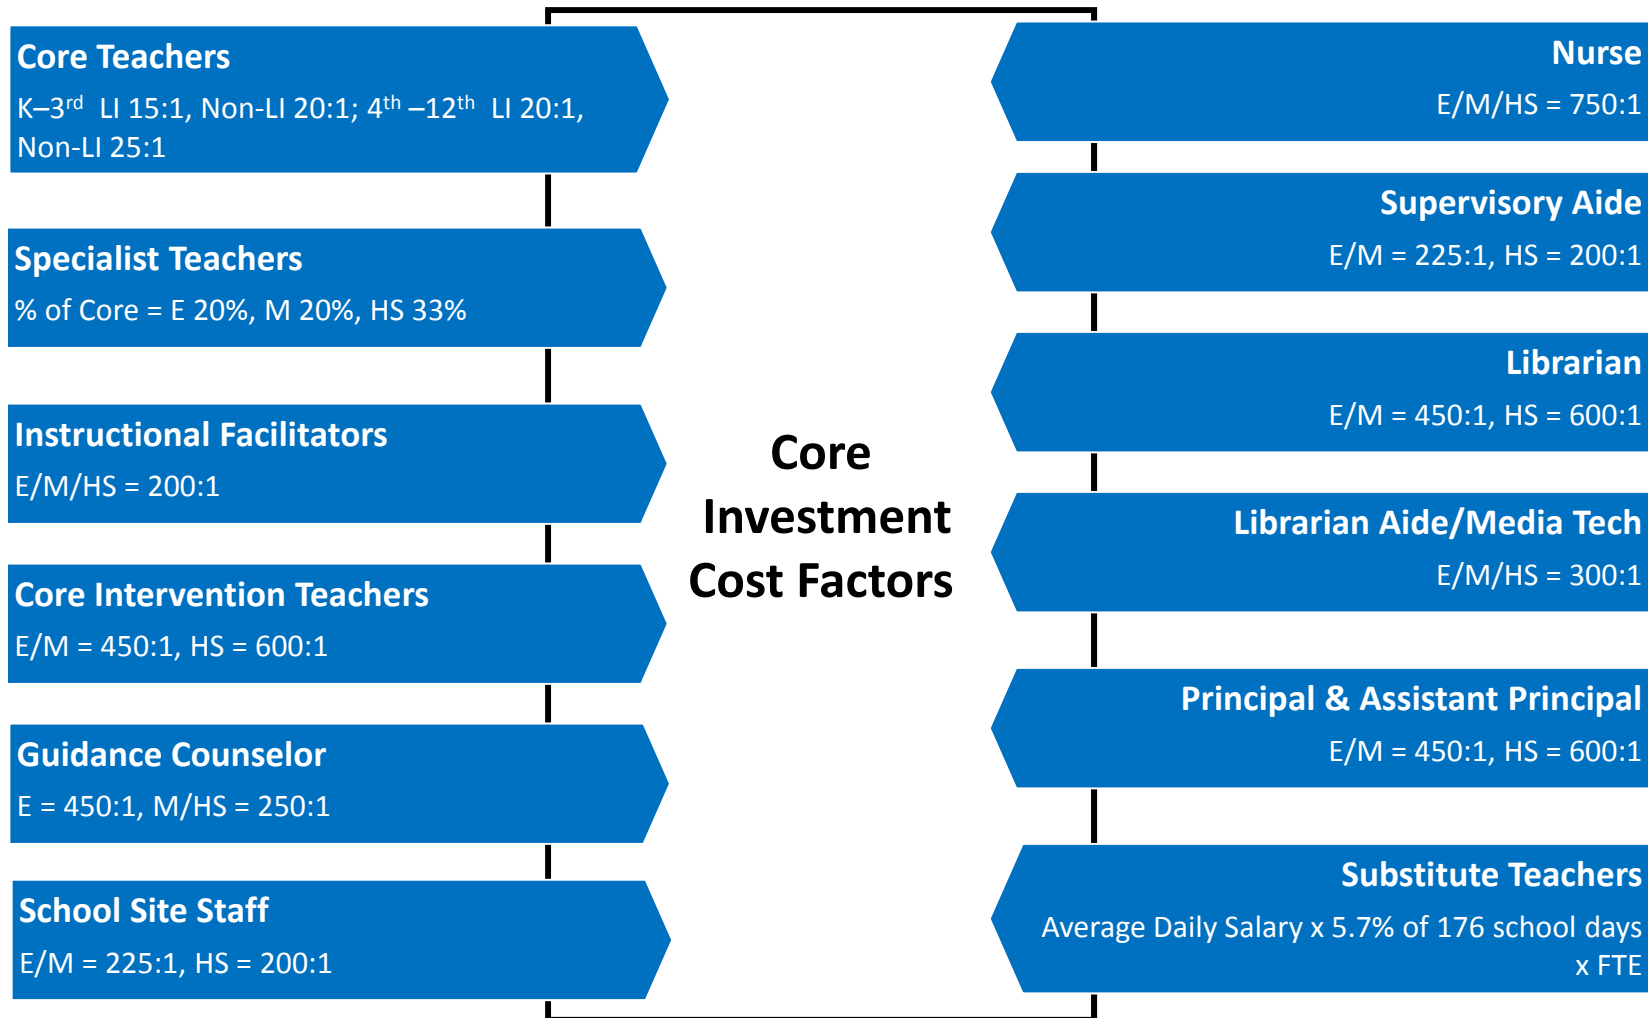 Core Teachers
K–3rd LI 15:1, Non-LI 20:1; 4th –12th LI 20:1,
Non-LI 25:1
Specialist Teachers
% of Core = E 20%, M 20%, HS 33%
Instructional Facilitators
E/M/HS = 200:1
Core Intervention Teachers
E/M = 450:1, HS = 600:1
Guidance Counselor
E = 450:1, M/HS = 250:1
School Site Staff
E/M = 225:1, HS = 200:1
Core
Investment
Cost Factors
Nurse
E/M/HS = 750:1
Supervisory Aide
E/M = 225:1, HS = 200:1
Librarian
E/M = 450:1, HS = 600:1
Librarian Aide/Media Tech
E/M/HS = 300:1
Principal & Assistant Principal
E/M = 450:1, HS = 600:1
Substitute Teachers
Average Daily Salary x 5.7% of 176 school days
x FTE